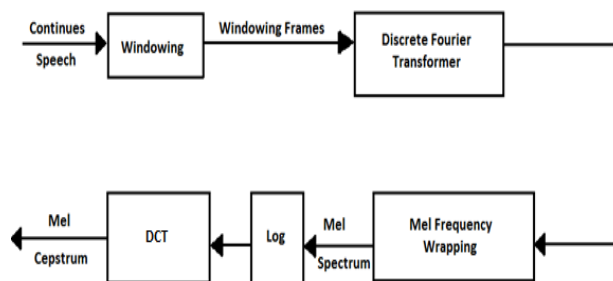 Continues
Speech
Windowing
Windowing Frames
Discrete Fourier
Transformer
Mel
Cepstrum
DCT
Log
Mel
Spectrum
Mel Frequency
Wrapping